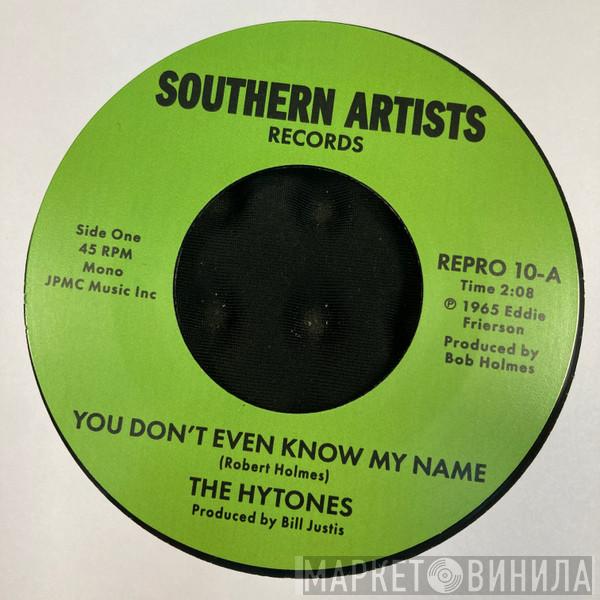 SOUTHERN ARTISTS
RECORDS
Side One
45 RPM
Mono
JPMC Music Inc
REPRO 10-A
Time 2:08
℗ 1965 Eddie
Frierson
Produced by
Bob Holmes
YOU DON'T EVEN KNOW MY NAME
(Robert Holmes)
THE HYTONES
Produced by Bill Justis
МАРКЕТ ВИНИЛА